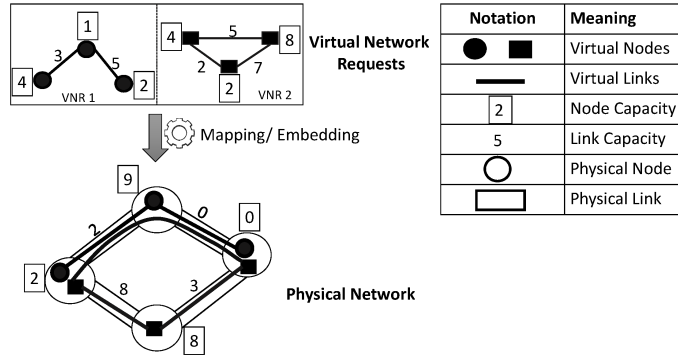 1
3
5
4
2
VNR 1
4
5
8
2
7
2
VNR 2
Virtual Network
Requests
Mapping/ Embedding
9
2
0
0
2
8
3
8
Physical Network
Notation
Meaning
Virtual Nodes
Virtual Links
2
Node Capacity
5
Link Capacity
Physical Node
Physical Link